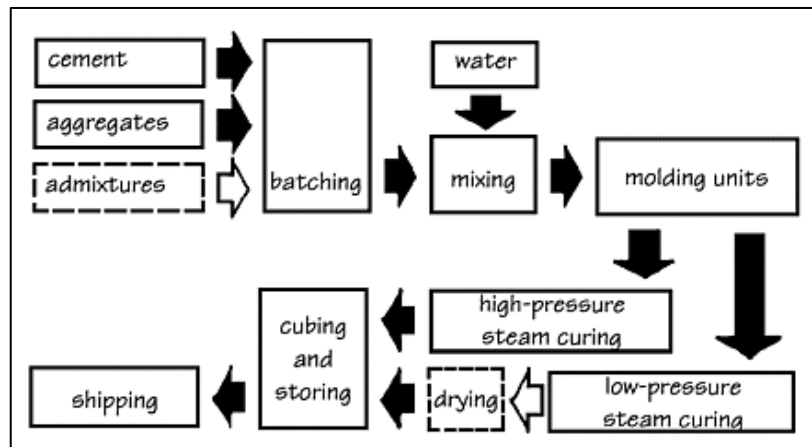 cement
aggregates
admixtures
batching
water
mixing
molding units
high-pressure
steam curing
low-pressure
steam curing
drying
cubing
and
storing
shipping